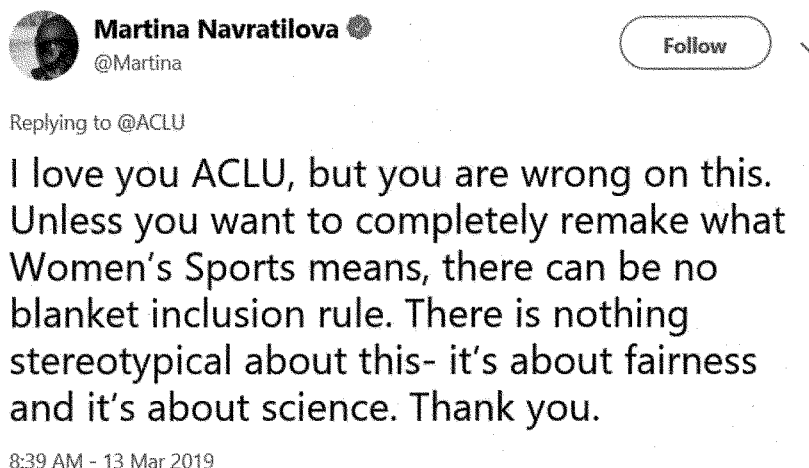 Martina Navratilova
@Martina
Follow
Replying to @ACLU
I love you ACLU, but you are wrong on this.
Unless you want to completely remake what
Women's Sports means, there can be no
blanket inclusion rule. There is nothing
stereotypical about this- it's about fairness
and it's about science. Thank you.
8:39 AM - 13 Mar 2019